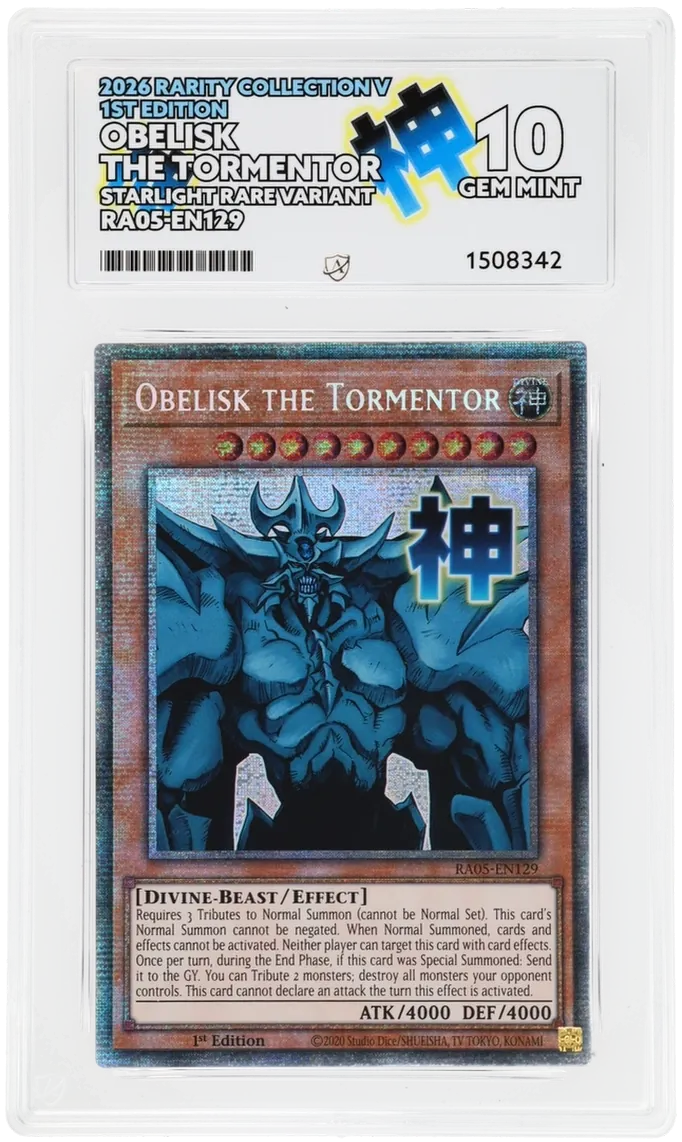 2026 RARITY COLLECTION V
1ST EDITION
OBELISK
THE TORMENTOR
STARLIGHT RARE VARIANT
RA05-EN129
神
10
GEM MINT
1508342
OBELISK THE TORMENTOR
DIVINE
神
神
RA05-EN129
[DIVINE-BEAST/EFFECT]
Requires 3 Tributes to Normal Summon (cannot be Normal Set). This card's
Normal Summon cannot be negated. When Normal Summoned, cards and
effects cannot be activated. Neither player can target this card with card effects.
Once per turn, during the End Phase, if this card was Special Summoned: Send
it to the GY. You can Tribute 2 monsters; destroy all monsters your opponent
controls. This card cannot declare an attack the turn this effect is activated.
ATK/4000 DEF/4000
1st Edition
©2020 Studio Dice/SHUEISHA, TV TOKYO, KONAMI